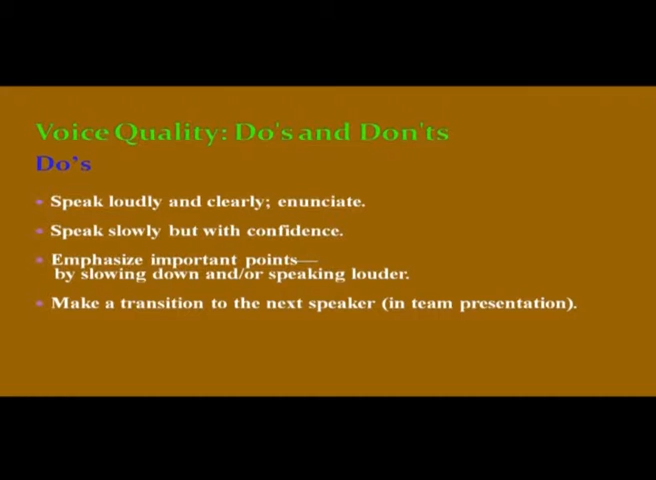 Voice Quality: Do's and Don'ts
Do's
Speak loudly and clearly; enunciate.
Speak slowly but with confidence.
Emphasize important points—
by slowing down and/or speaking louder.
Make a transition to the next speaker (in team presentation).